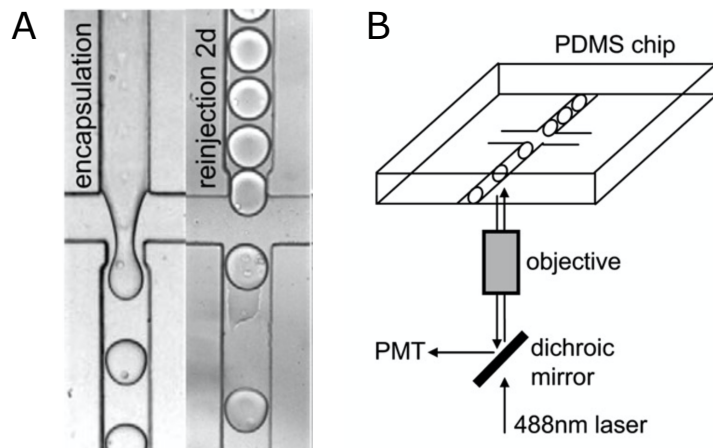 A
encapsulation
reinjection 2d
B
PDMS chip
objective
PMT
dichroic
mirror
488nm laser